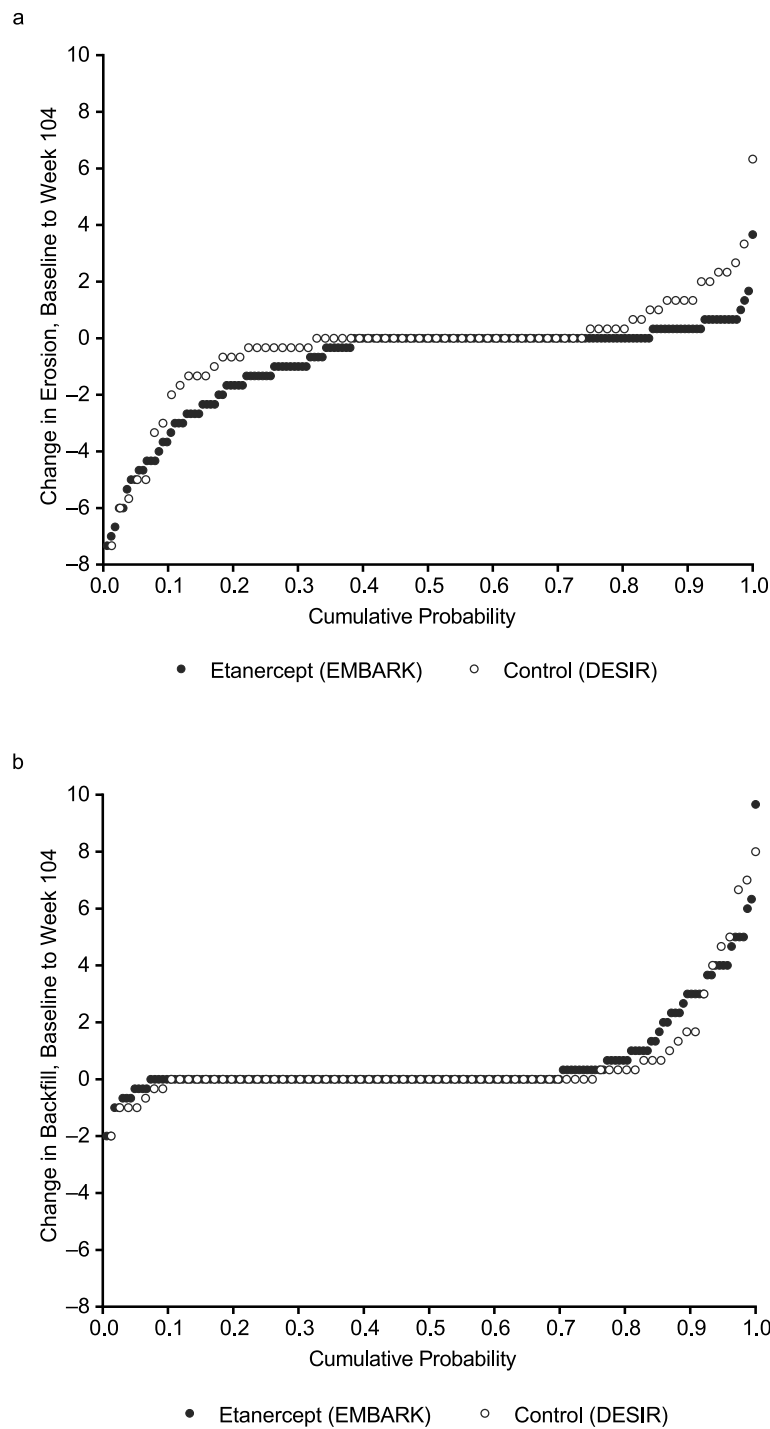 a
10
8
6
4
2
0
–2
–4
–6
–8
Change in Erosion, Baseline to Week 104
0.0 0.1 0.2 0.3 0.4 0.5 0.6 0.7 0.8 0.9 1.0
Cumulative Probability
Etanercept (EMBARK) Control (DESIR)
b
10
8
6
4
2
0
–2
–4
–6
–8
Change in Backfill, Baseline to Week 104
0.0 0.1 0.2 0.3 0.4 0.5 0.6 0.7 0.8 0.9 1.0
Cumulative Probability
Etanercept (EMBARK) Control (DESIR)